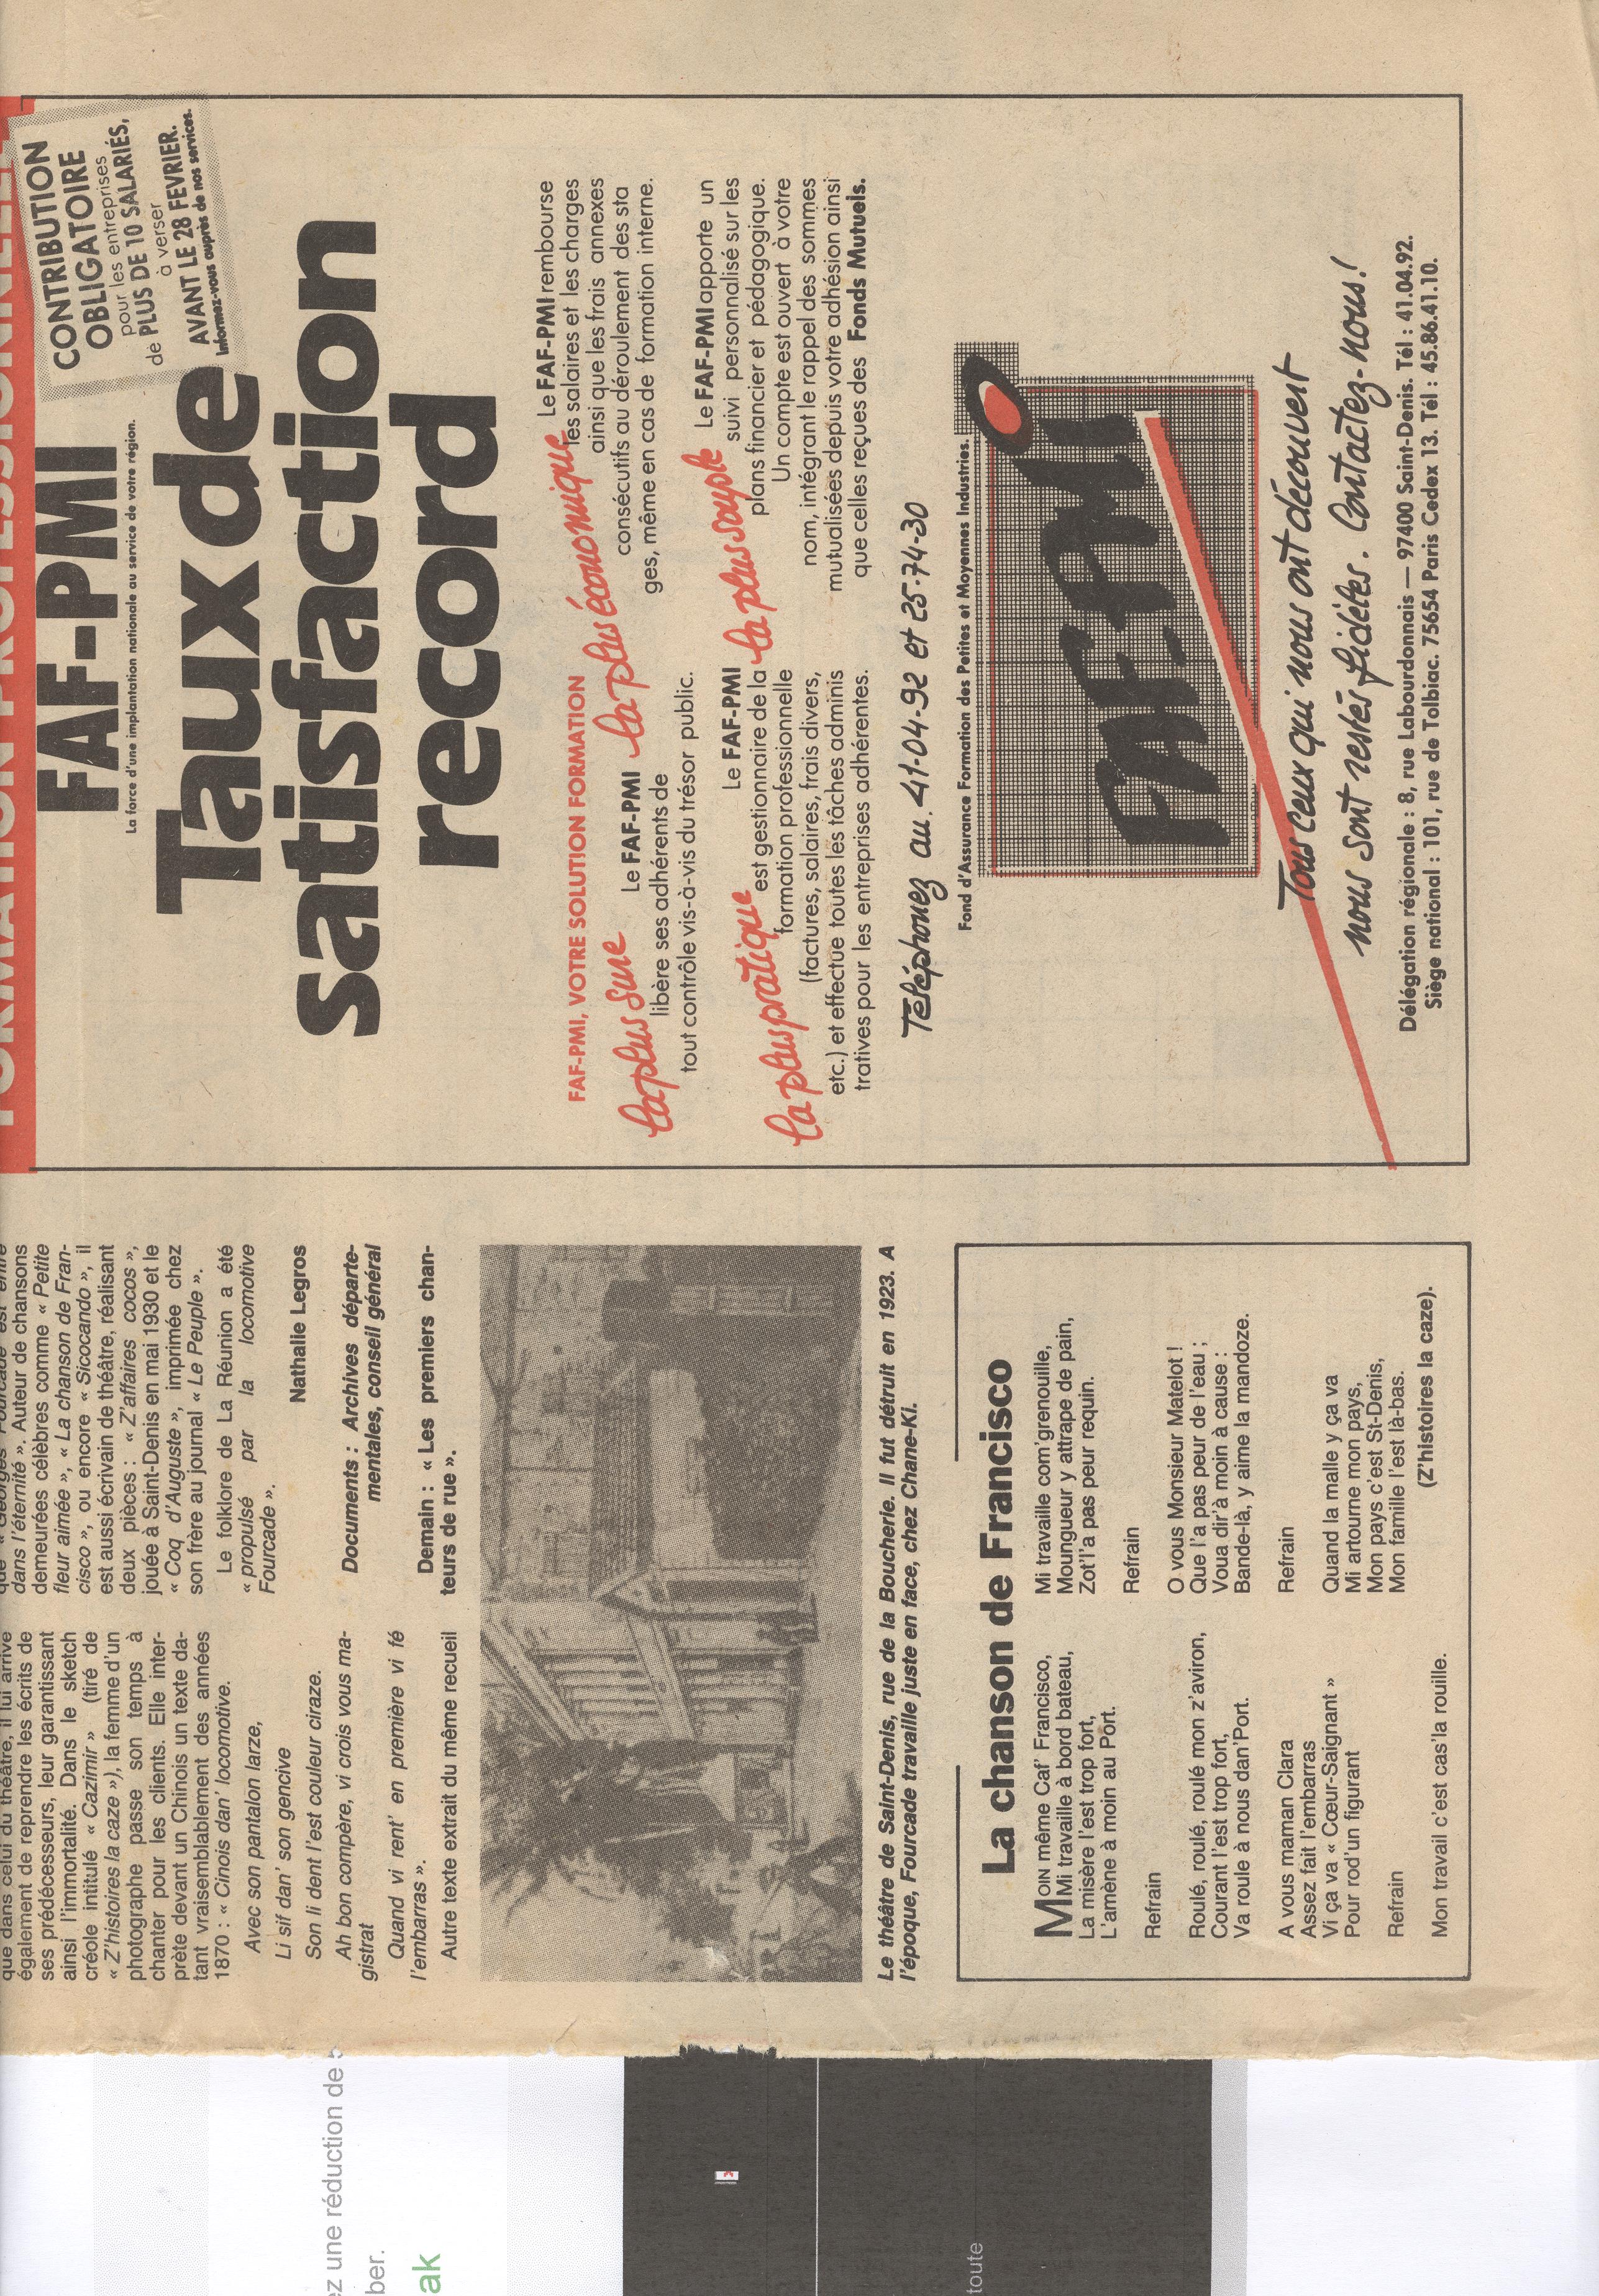 que dans celui du théâtre, il lui arrive
également de reprendre les écrits de
ses prédécesseurs, leur garantissant
ainsi l'immortalité. Dans le sketch
créole intitulé « Cazimir » (tiré de
« Z'histoires la caze »), la femme d'un
photographe passe son temps à
chanter pour les clients. Elle inter-
prète devant un Chinois un texte da-
tant vraisemblablement des années
1870 : « Cinois dan' locomotive.
Avec son pantalon larze,
Li sif dan' son gencive
Son li dent l'est couleur ciraze.
Ah bon compère, vi crois vous ma-
gistrat
Quand vi rent' en première vi fé
l'embarras ».
Autre texte extrait du même recueil
que « Georges Fourcade est entré
dans l'éternité ». Auteur de chansons
demeurées célèbres comme « Petite
fleur aimée », « La chanson de Fran-
cisco », ou encore « Sicocando », il
est aussi écrivain de théâtre, réalisant
deux pièces : « Z'affaires cocos »,
jouée à Saint-Denis en mai 1930 et le
« Coq d'Auguste », imprimée chez
son frère au journal « Le Peuple ».
Le folklore de La Réunion a été
« propulsé par la locomotive
Fourcade ».
Nathalie Legros
Documents : Archives départe-
mentales, conseil général
Demain : « Les premiers chan-
teurs de rue ».
Le théâtre de Saint-Denis, rue de la Boucherie. Il fut détruit en 1923. A
l'époque, Fourcade travaille juste en face, chez Chane-Ki.
La chanson de Francisco
MOIN même Caf' Francisco,
Mi travaille à bord bateau,
La misère l'est trop fort,
L'amène à moin au Port.
Refrain
Roulé, roulé, roulé mon z'aviron,
Courant l'est trop fort,
Va roule à nous dan'Port.
A vous maman Clara
Assez fait l'embarras
Vi ça va « Cœur-Saignant »
Pour rod'un figurant
Refrain
Mon travail c'est cas'la rouille.
Mi travaille com'grenouille,
Moungueur y attrape de pain,
Zot'l'a pas peur requin.
Refrain
O vous Monsieur Matelot !
Que l'a pas peur de l'eau ;
Voua dir'à moin à cause :
Bande-là, y aime la mandoze.
Refrain
Quand la malle y ça va
Mi artourne mon pays,
Mon pays c'est St-Denis,
Mon famille l'est là-bas.
(Z'histoires la caze).
FORMATION PROFESSIONNELLE
CONTRIBUTION
OBLIGATOIRE
pour les entreprises
de PLUS DE 10 SALARIÉS,
à verser
AVANT LE 28 FEVRIER.
Informez-vous auprès de nos services.
FAF-PMI
La force d'une implantation nationale au service de votre région.
Taux de
satisfaction
record
FAF-PMI, VOTRE SOLUTION FORMATION
la plus sure
Le FAF-PMI
libère ses adhérents de
tout contrôle vis-à-vis du trésor public.
la plus pratique
Le FAF-PMI
est gestionnaire de la
formation professionnelle
(factures, salaires, frais divers,
etc.) et effectue toutes les tâches adminis
tratives pour les entreprises adhérentes.
la plus économique
Le FAF-PMI rembourse
les salaires et les charges
ainsi que les frais annexes
consécutifs au déroulement des sta
ges, même en cas de formation interne.
la plus souple
Le FAF-PMI apporte un
suivi personnalisé sur les
plans financier et pédagogique.
Un compte est ouvert à votre
nom, intégrant le rappel des sommes
mutualisées depuis votre adhésion ainsi
que celles reçues des Fonds Mutuels.
Téléphonez au. 41-04-92 et 25-74-30
Fond d'Assurance Formation des Petites et Moyennes Industries.
FAF-PMI
Tous ceux qui nous ont découvert
nous sont restés fidèles. Contactez-nous!
Délégation régionale : 8, rue Labourdonnais — 97400 Saint-Denis. Tél : 41.04.92.
Siège national : 101, rue de Tolbiac. 75654 Paris Cedex 13. Tél : 45.86.41.10.
ez une réduction de
ber.
ak
toute